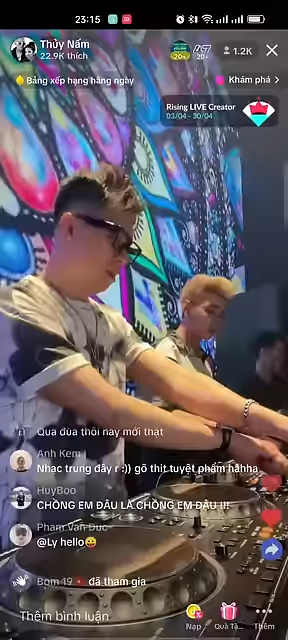 23:15
Thủy Nấm
22.9K thích
20+
20+
1.2K
Bảng xếp hạng hàng ngày
Khám phá >
Rising LIVE Creator
03/04 - 30/04
Qua đùa thôi nay mới thật
Anh Kem
Nhạc trung đây r :)) gõ thịt tuyệt phẩm hahha
HuyBoo
CHỒNG EM ĐÂU LÀ CHỒNG EM ĐÂU !!!
Phạm Văn Đức
@Ly hello😛
Bom 19 đã tham gia
Thêm bình luận
Nạp
Quà Tặ...
Thêm